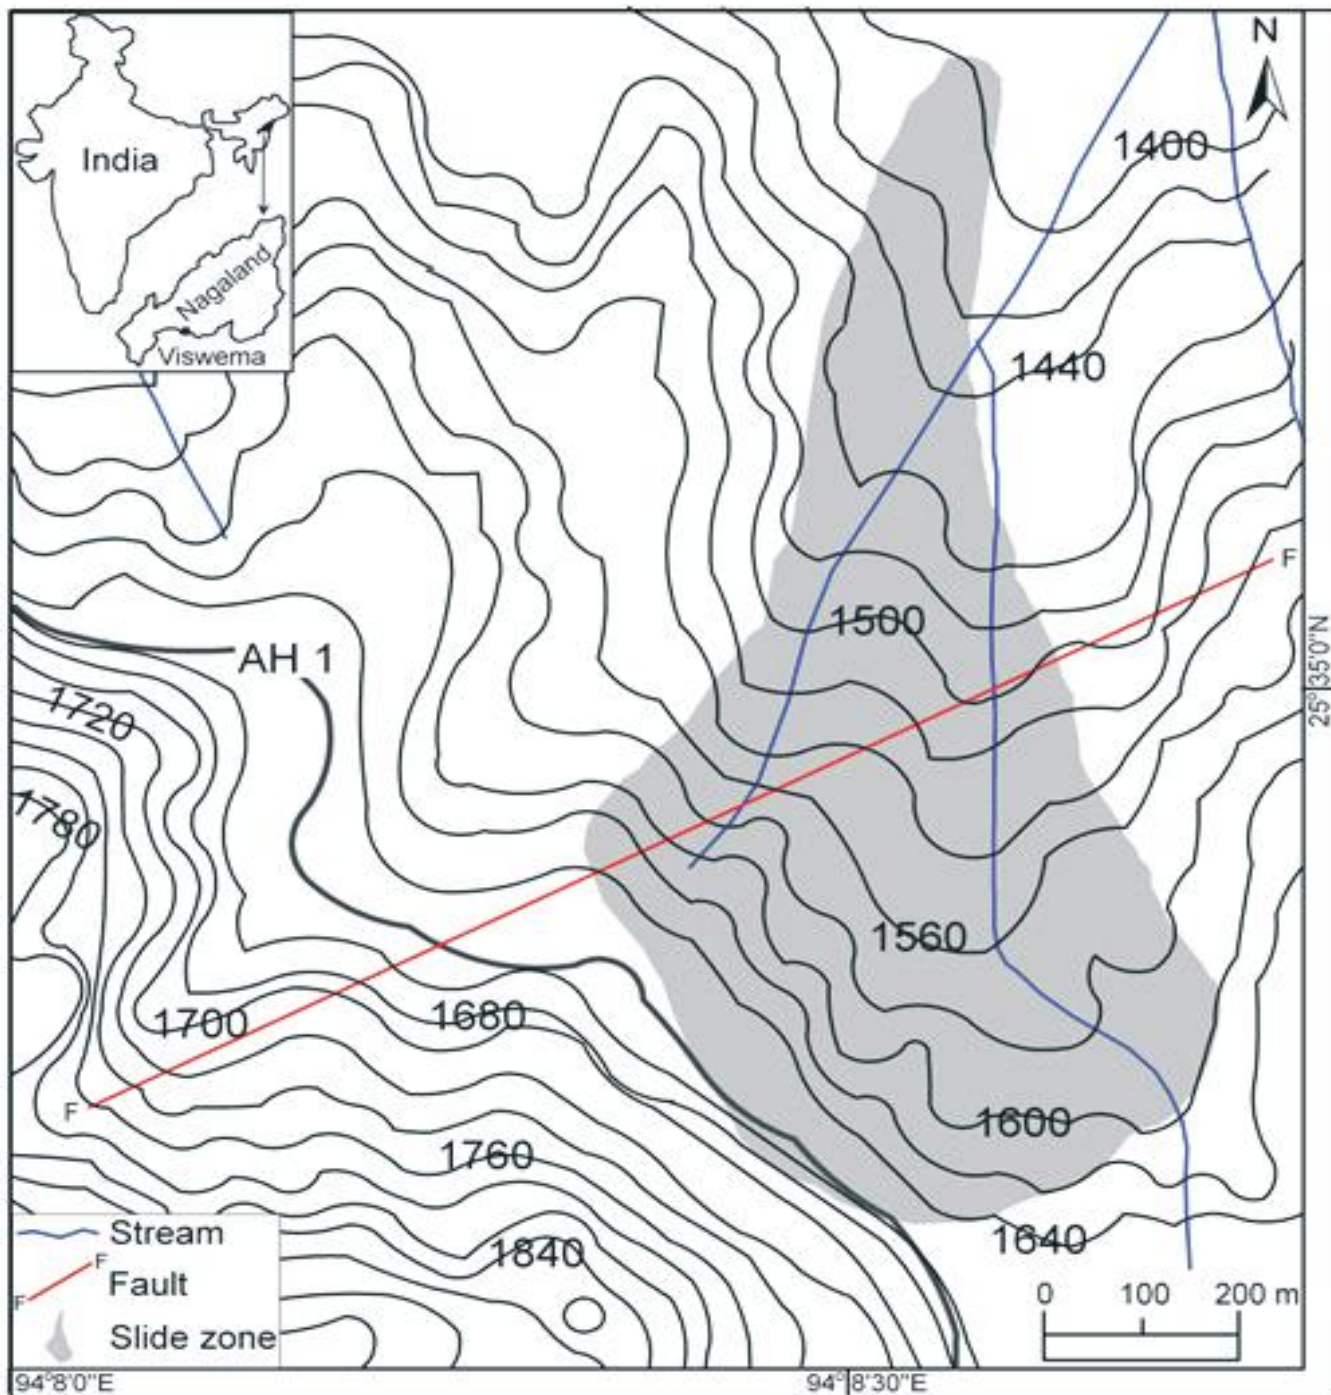 India
Nagaland
Viswema
N
1400
1440
F
1500
AH 1
25°35'0"N
1720
1780
1560
1700
1680
F
1600
1760
1640
1840
Stream
F
Fault
F
Slide zone
0 100 200 m
94°8'0"E
94°8'30"E